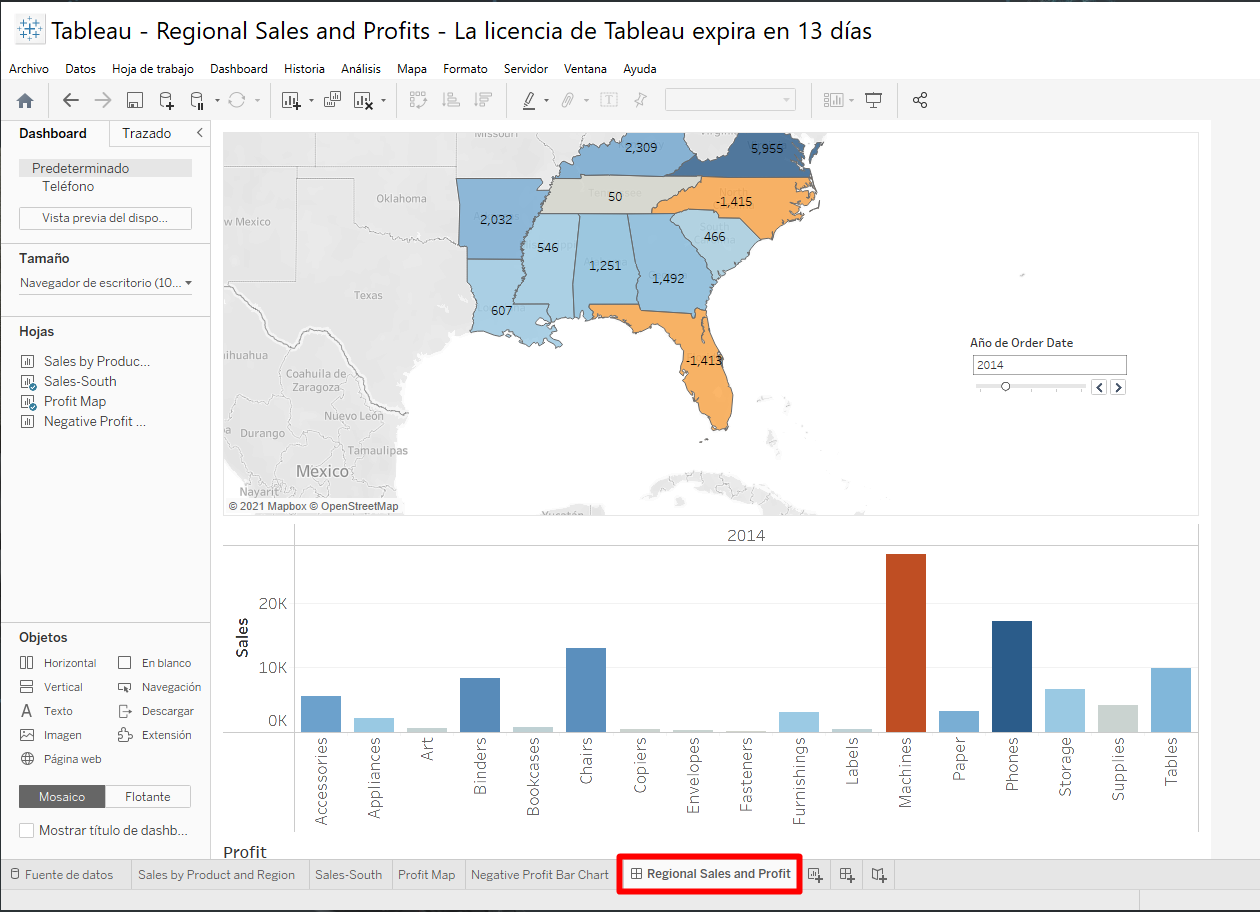 Tableau - Regional Sales and Profits - La licencia de Tableau expira en 13 días
Archivo Datos Hoja de trabajo Dashboard Historia Análisis Mapa Formato Servidor Ventana Ayuda
Dashboard Trazado
Predeterminado
Teléfono
Vista previa del dispo...
Tamaño
Navegador de escritorio (10...
Hojas
Sales by Produc...
Sales-South
Profit Map
Negative Profit ...
Objetos
Horizontal En blanco
Vertical Navegación
Texto Descargar
Imagen Extensión
Página web
Mosaico Flotante
Mostrar título de dashb...
Missouri
2,309
5,955
Oklahoma
50
North
-1,415
w Mexico
2,032
South
466
546
1,251
1,492
Texas
607
ihuahua
-1,413
Coahuila de
Zaragoza
Nuevo León
Durango
Tamaulipas
Mexico
Nayarit
© 2021 Mapbox © OpenStreetMap
Yucatán
Año de Order Date
2014
2014
Sales
20K
10K
0K
Accessories
Appliances
Art
Binders
Bookcases
Chairs
Copiers
Envelopes
Fasteners
Furnishings
Labels
Machines
Paper
Phones
Storage
Supplies
Tables
Profit
Fuente de datos Sales by Product and Region Sales-South Profit Map Negative Profit Bar Chart Regional Sales and Profit